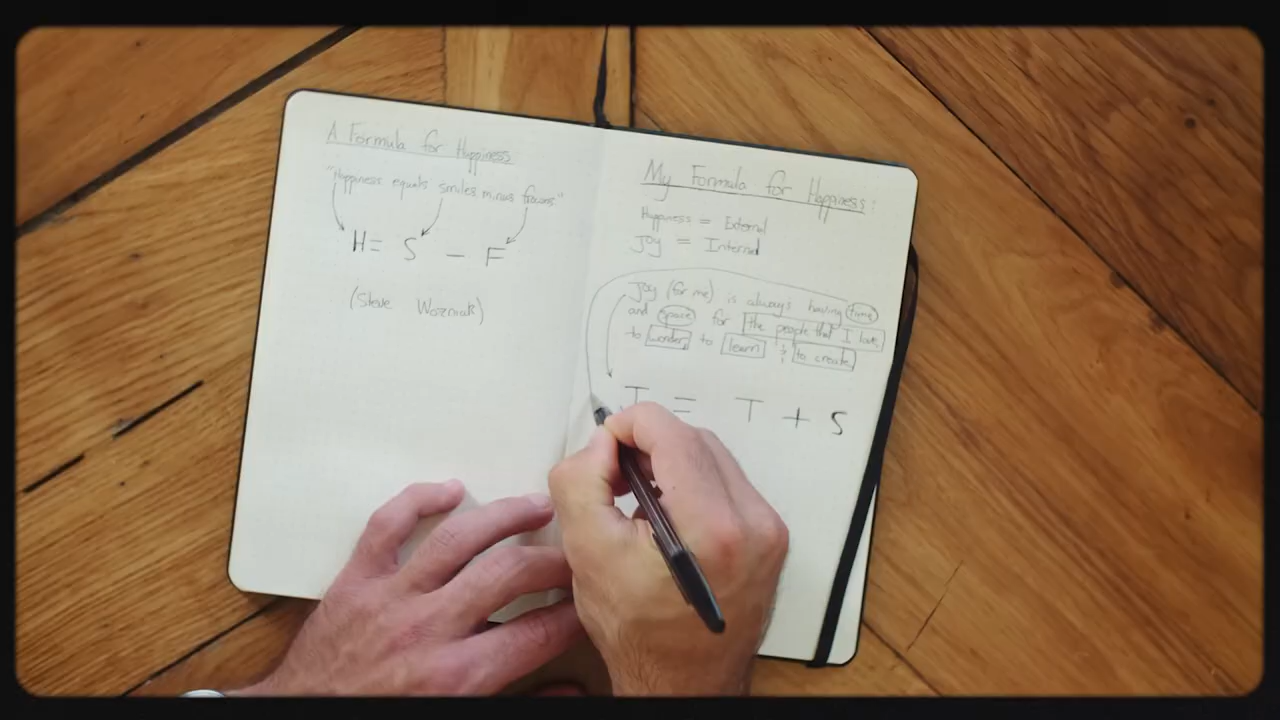 A Formula for Happiness
"Happiness equals smiles minus frowns"
H = S – F
(Steve Wozniak)
My Formula for Happiness:
Happiness = External
Joy = Internal
Joy (for me) is always having time
and space for the people that I love,
to wonder, to learn & to create.
J = T + S